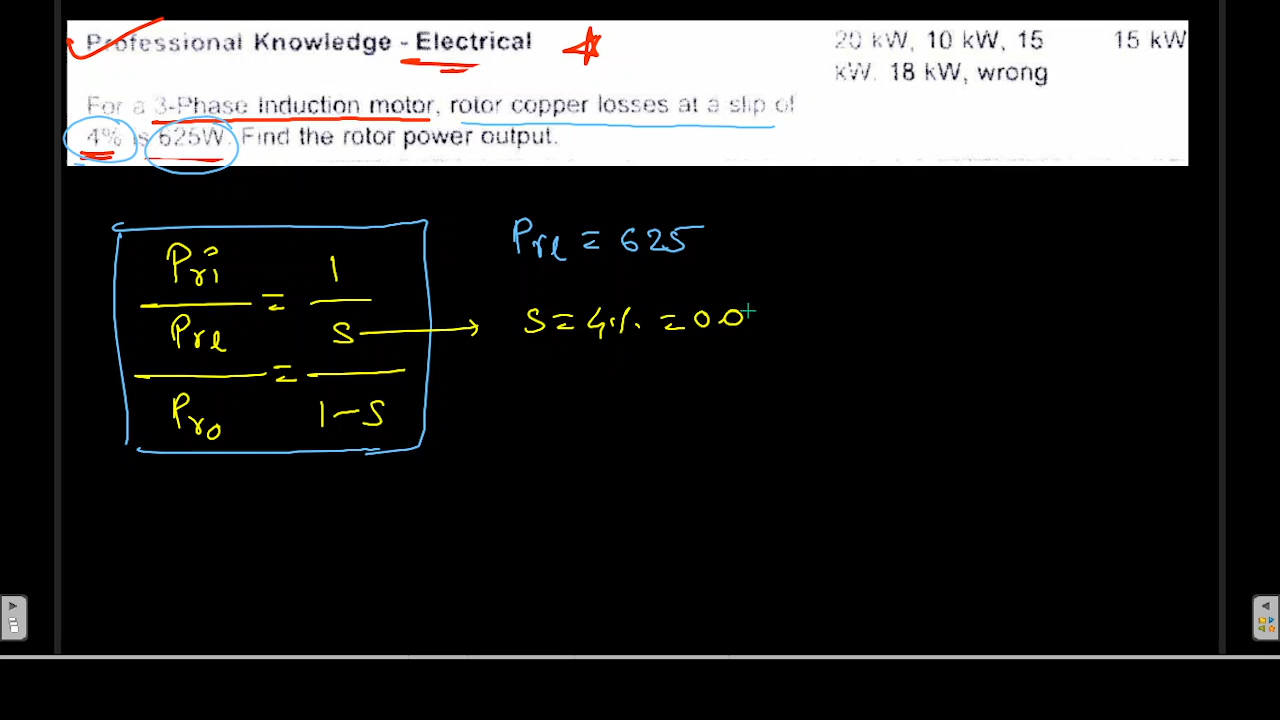 Professional Knowledge - Electrical
20 kW, 10 kW, 15
kW. 18 kW, wrong
15 kW
For a 3-Phase Induction motor, rotor copper losses at a slip of
4% is 625W. Find the rotor power output.
Pri / Prl / Pro = 1 / S / 1-S
Prl = 625
S = 4% = 0.0